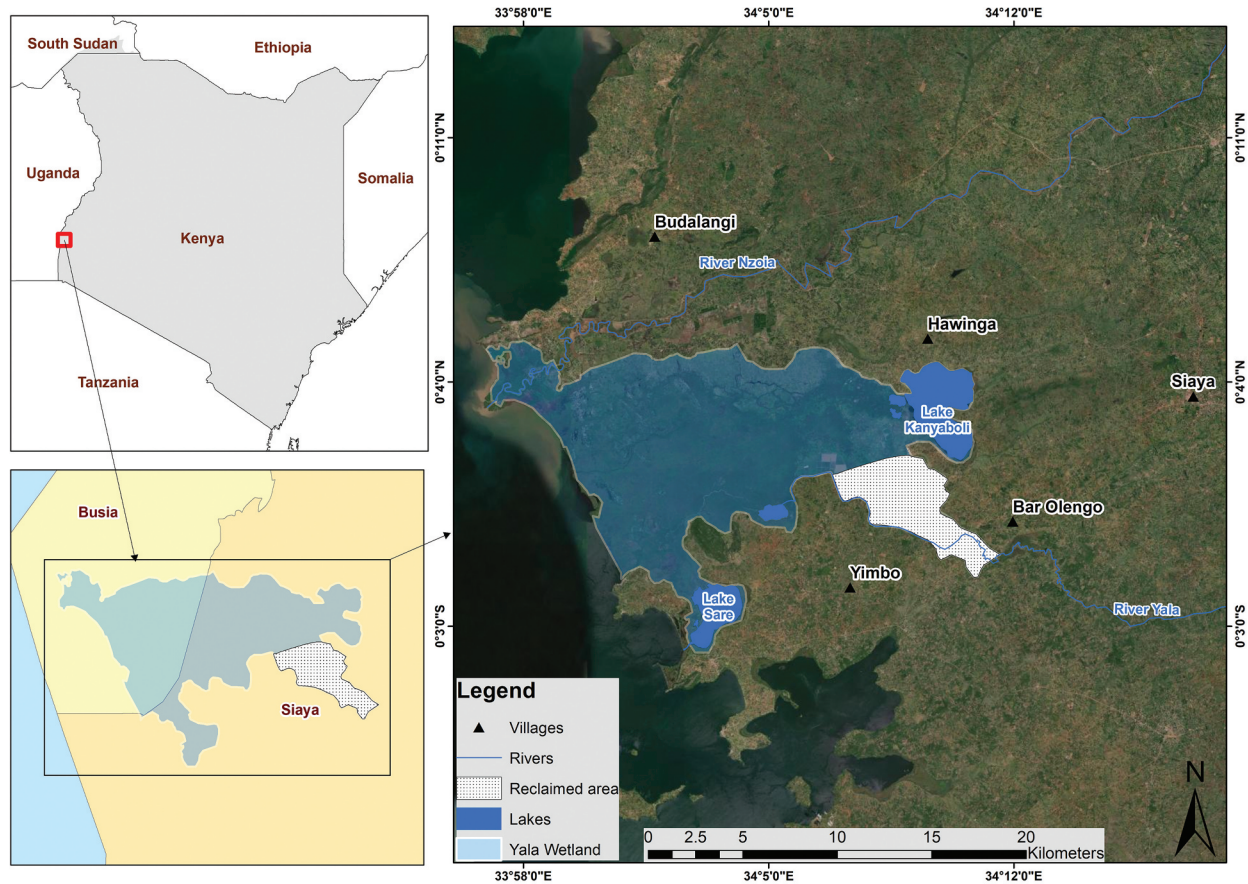 South Sudan
Ethiopia
Uganda
Somalia
Kenya
Tanzania
Busia
Siaya
33°58'0"E
34°5'0"E
34°12'0"E
0°11'0"N
0°11'0"N
Budalangi
River Nzoia
Hawinga
0°4'0"N
0°4'0"N
Siaya
Lake
Kanyaboli
Bar Olengo
Yimbo
Lake
Sare
River Yala
0°3'0"S
0°3'0"S
Legend
Villages
Rivers
Reclaimed area
Lakes
Yala Wetland
N
0 2.5 5 10 15 20
Kilometers
33°58'0"E
34°5'0"E
34°12'0"E